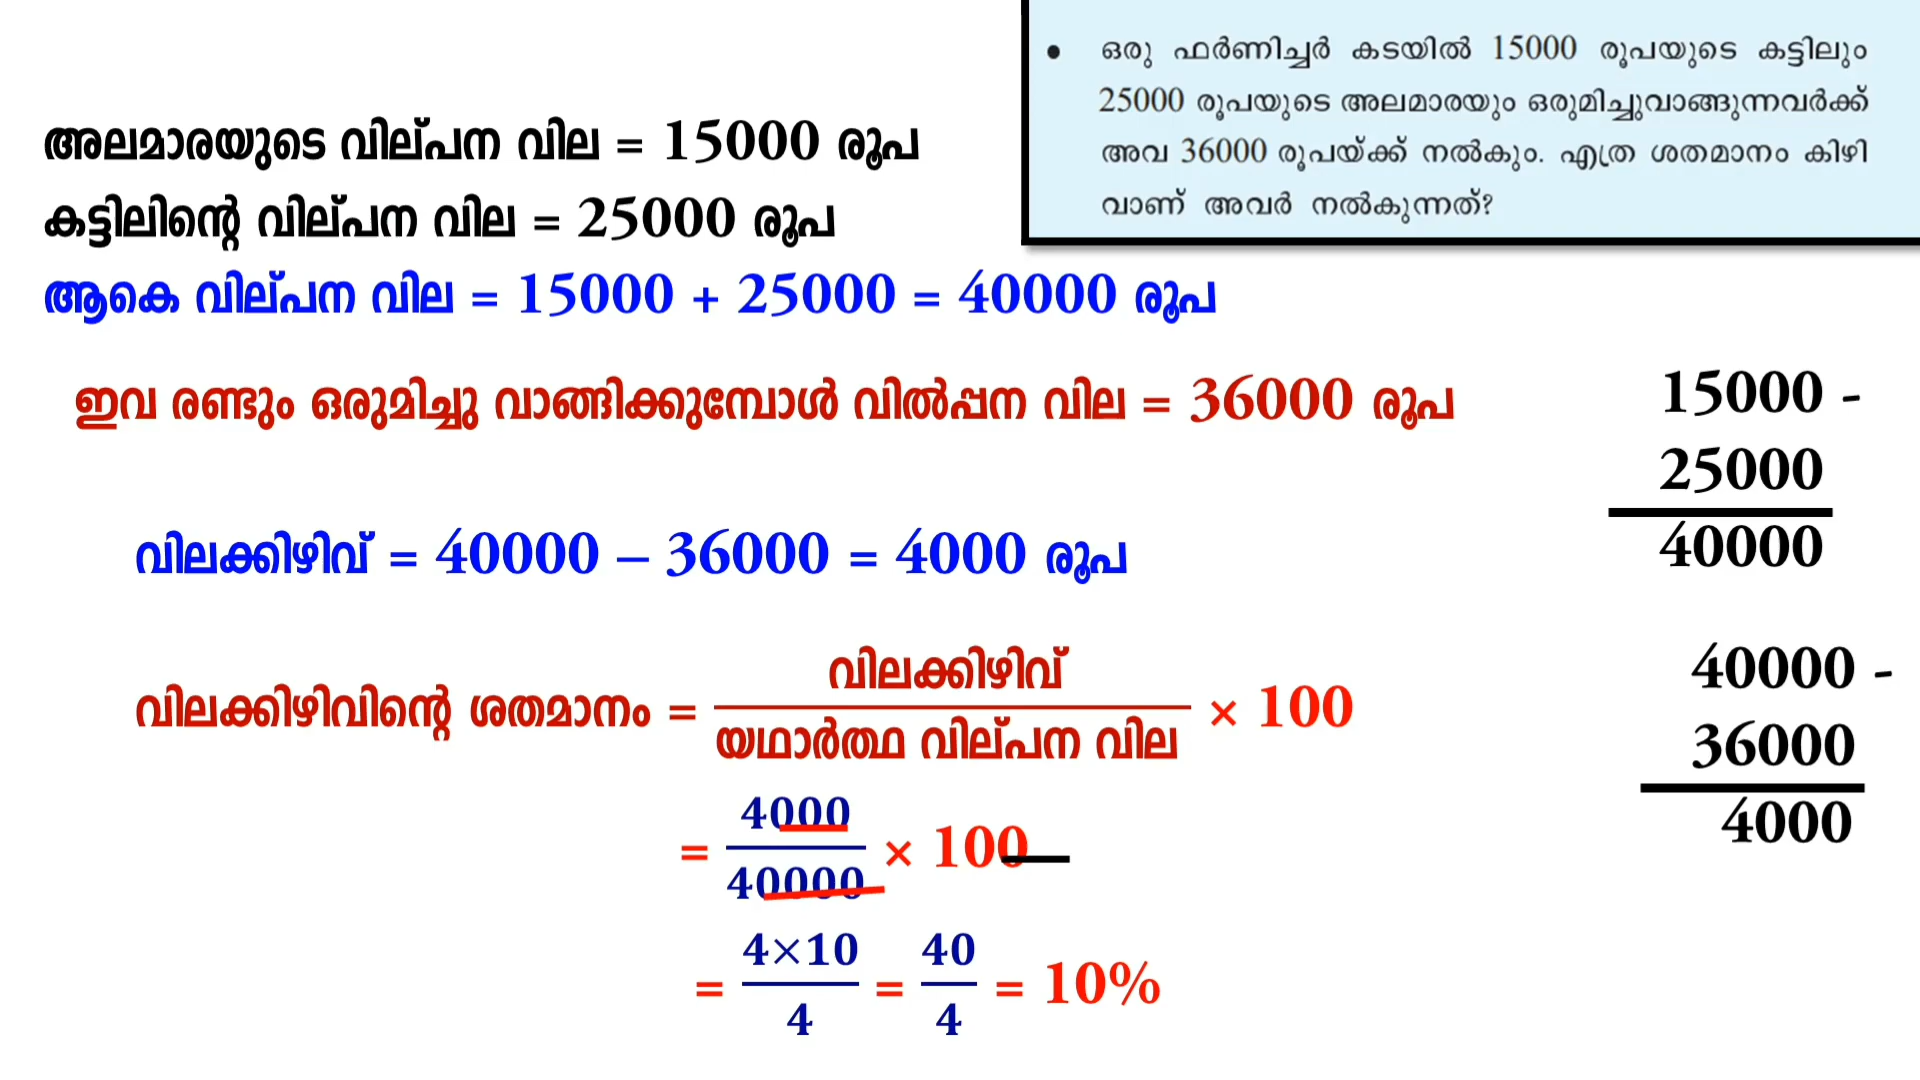 • ഒരു ഫർണിച്ചർ കടയിൽ 15000 രൂപയുടെ കട്ടിലും
25000 രൂപയുടെ അലമാരയും ഒരുമിച്ചുവാങ്ങുന്നവർക്ക്
അവ 36000 രൂപയ്ക്ക് നൽകും. എത്ര ശതമാനം കിഴി
വാണ് അവർ നൽകുന്നത്?
അലമാരയുടെ വില്പന വില = 15000 രൂപ
കട്ടിലിന്റെ വില്പന വില = 25000 രൂപ
ആകെ വില്പന വില = 15000 + 25000 = 40000 രൂപ
ഇവ രണ്ടും ഒരുമിച്ചു വാങ്ങിക്കുമ്പോൾ വിൽപ്പന വില = 36000 രൂപ
വിലക്കിഴിവ് = 40000 – 36000 = 4000 രൂപ
വിലക്കിഴിവിന്റെ ശതമാനം = വിലക്കിഴിവ് / യഥാർത്ഥ വില്പന വില × 100
= 4000 / 40000 × 100
= 4×10 / 4 = 40 / 4 = 10%
15000 -
25000
40000
40000 -
36000
4000